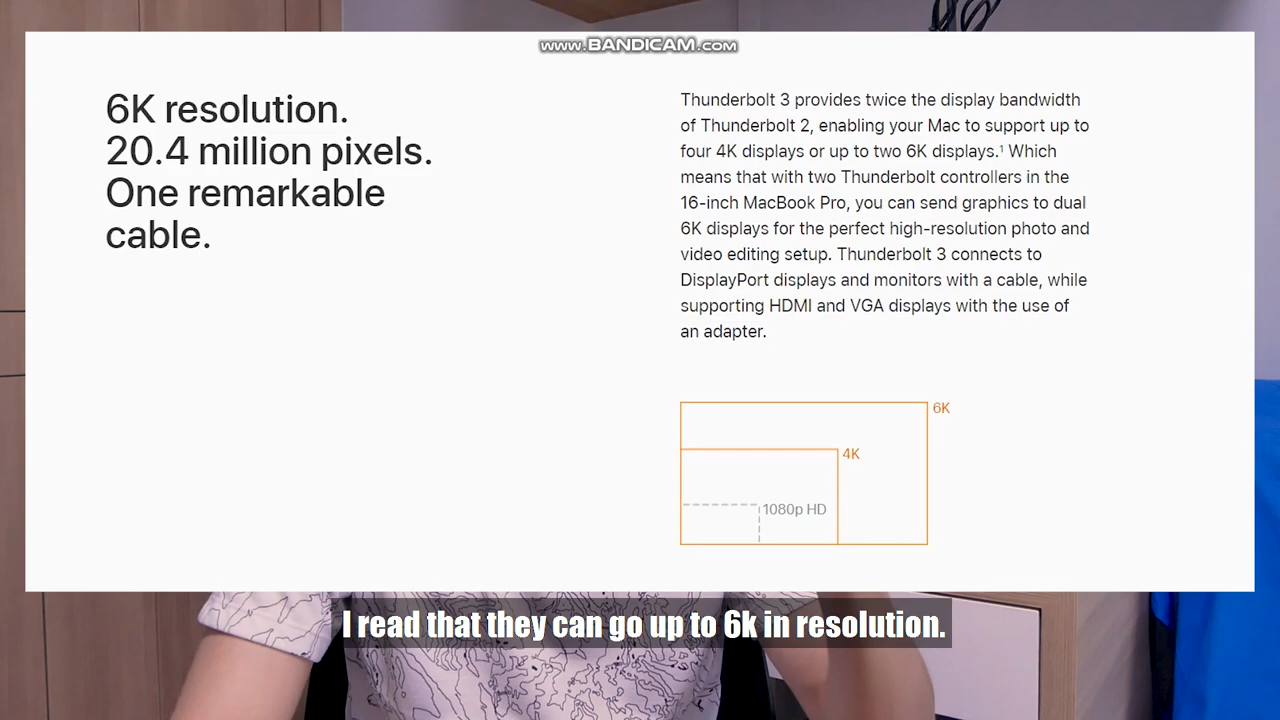 www.BANDICAM.com
6K resolution.
20.4 million pixels.
One remarkable
cable.
Thunderbolt 3 provides twice the display bandwidth
of Thunderbolt 2, enabling your Mac to support up to
four 4K displays or up to two 6K displays.¹ Which
means that with two Thunderbolt controllers in the
16-inch MacBook Pro, you can send graphics to dual
6K displays for the perfect high-resolution photo and
video editing setup. Thunderbolt 3 connects to
DisplayPort displays and monitors with a cable, while
supporting HDMI and VGA displays with the use of
an adapter.
6K
4K
1080p HD
I read that they can go up to 6k in resolution.